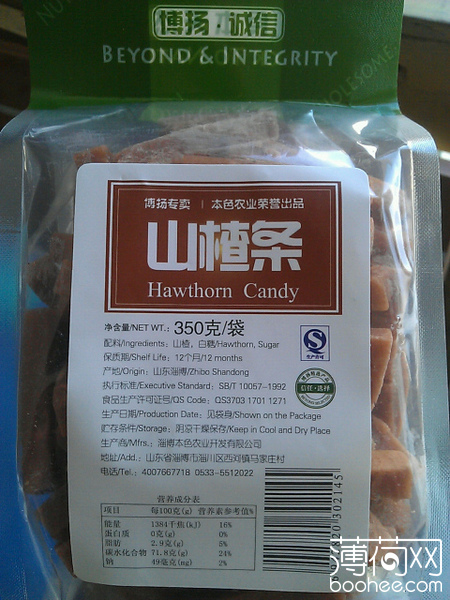 博扬·诚信
BEYOND & INTEGRITY
WHOLESOME
博扬专卖 | 本色农业荣誉出品
山楂条
Hawthorn Candy
净含量/NET WT.: 350克/袋
配料/Ingredients: 山楂, 白糖/Hawthorn, Sugar
保质期/Shelf Life: 12个月/12 months
产地/Origin: 山东淄博/Zhibo Shandong
执行标准/Executive Standard: SB/T 10057-1992
食品生产许可证号/QS Code: QS3703 1701 1271
生产日期/Production Date: 见袋身/Shown on the Package
贮存条件/Storage: 阴凉干燥保存/Keep in Cool and Dry Place
生产商/Mfrs.: 淄博本色农业开发有限公司
地址/Add.: 山东省淄博市淄川区西河镇马家庄村
电话/Tel.: 4007667718 0533-5512022
生产许可
信任·选择
营养成分表
项目 每100克(g) 营养素参考值%
能量 1384千焦(kJ) 16%
蛋白质 0克(g) 0%
脂肪 2.9克(g) 5%
碳水化合物 71.8克(g) 24%
钠 49毫克(mg) 2%
302145
薄荷网
boohee.com